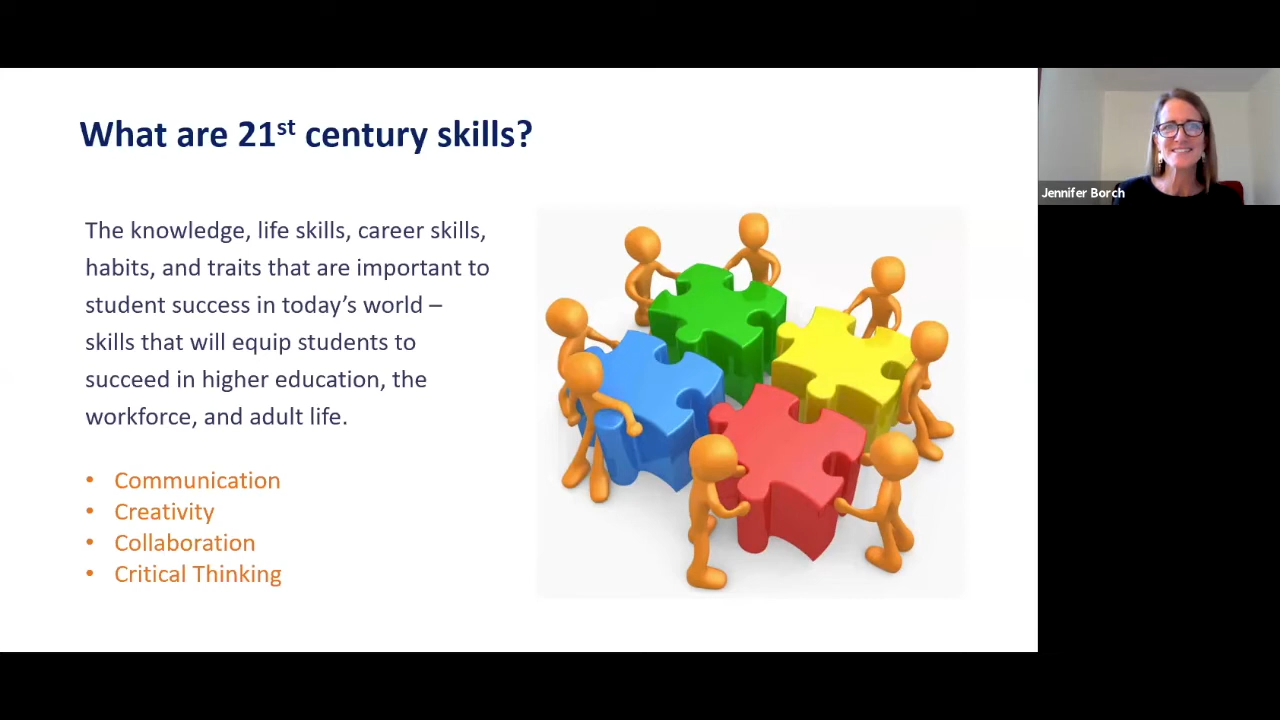 What are 21st century skills?
The knowledge, life skills, career skills,
habits, and traits that are important to
student success in today’s world –
skills that will equip students to
succeed in higher education, the
workforce, and adult life.
• Communication
• Creativity
• Collaboration
• Critical Thinking
Jennifer Borch